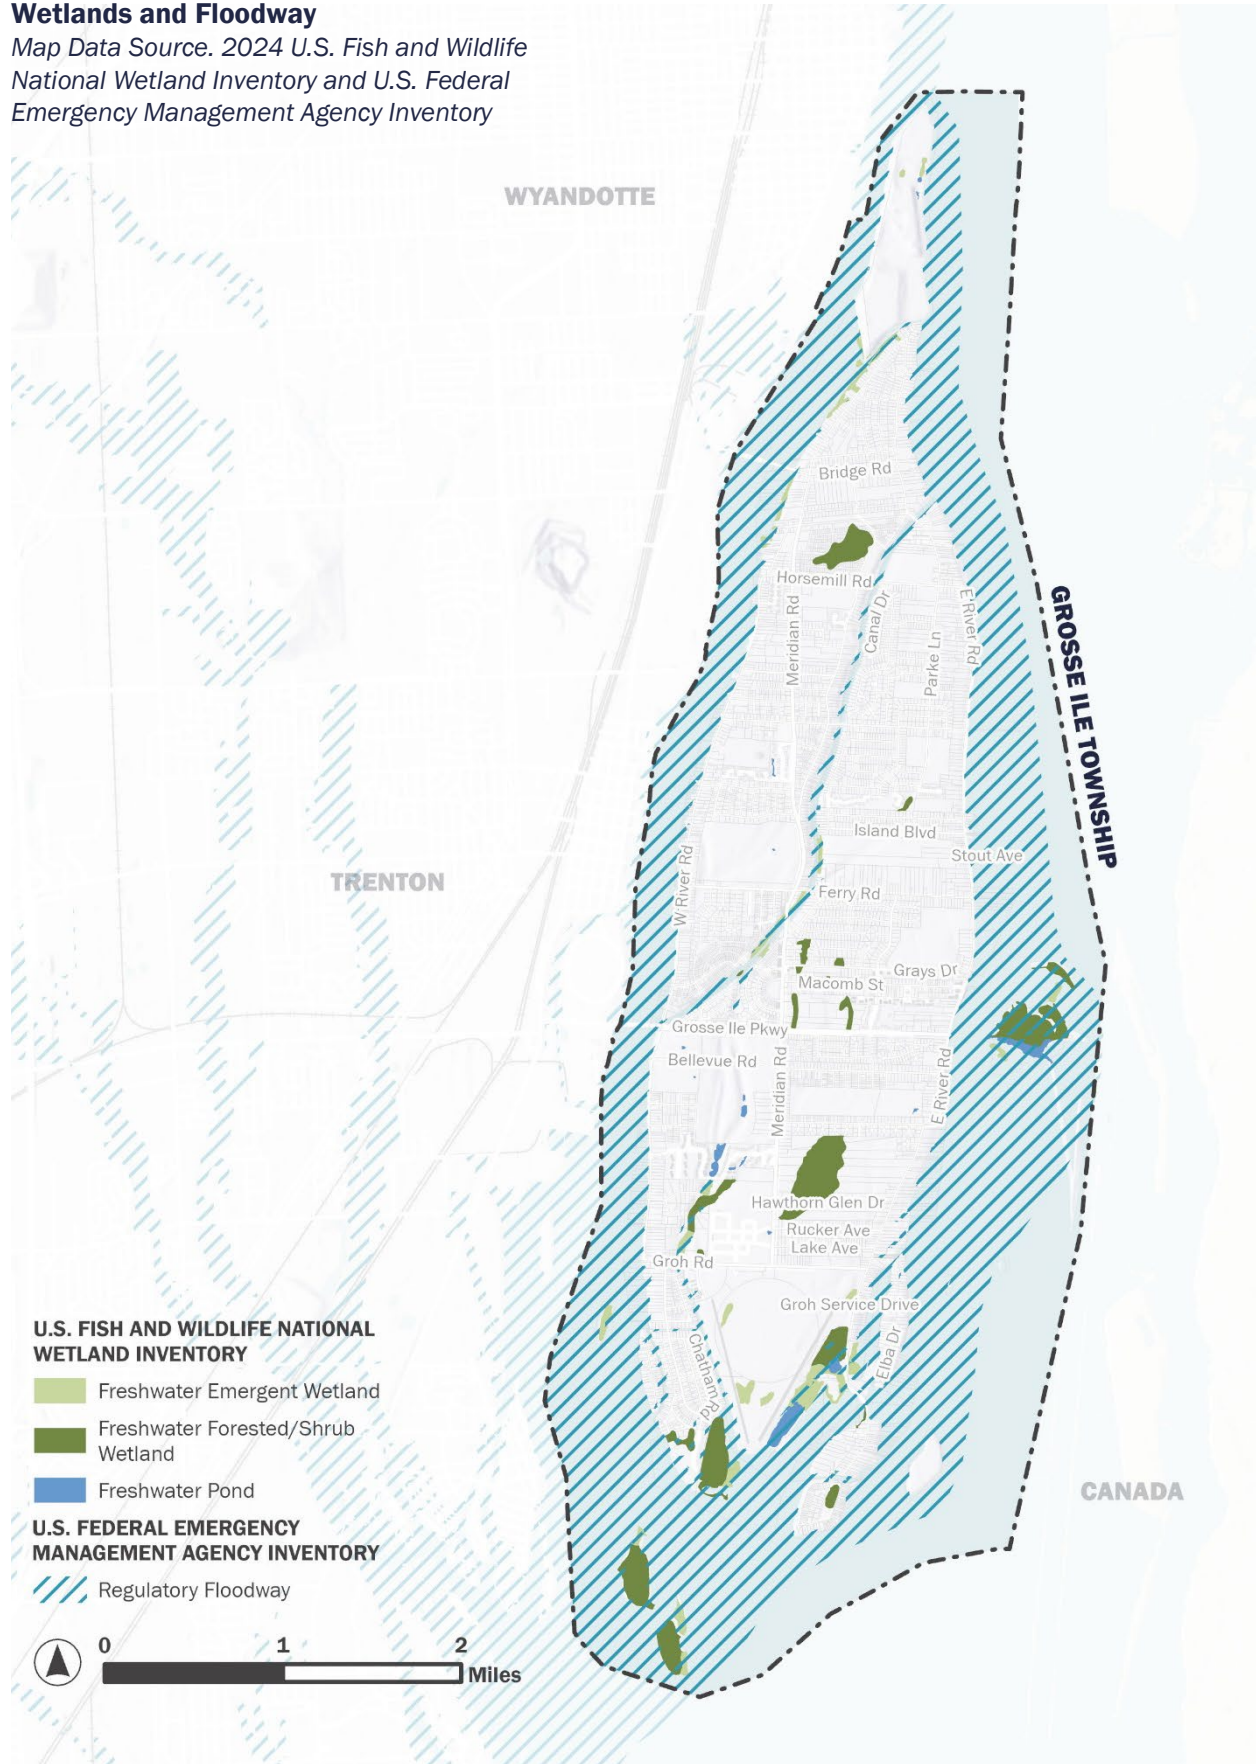 Wetlands and Floodway
Map Data Source. 2024 U.S. Fish and Wildlife
National Wetland Inventory and U.S. Federal
Emergency Management Agency Inventory
WYANDOTTE
Bridge Rd
Horsemill Rd
Meridian Rd
Canal Dr
Parke Ln
E River Rd
GROSSE ILE TOWNSHIP
Island Blvd
Stout Ave
TRENTON
W River Rd
Ferry Rd
Grays Dr
Macomb St
Grosse Ile Pkwy
Bellevue Rd
Meridian Rd
E River Rd
Hawthorn Glen Dr
Rucker Ave
Lake Ave
Groh Rd
Groh Service Drive
Chatham Rd
Elba Dr
CANADA
U.S. FISH AND WILDLIFE NATIONAL
WETLAND INVENTORY
Freshwater Emergent Wetland
Freshwater Forested/Shrub
Wetland
Freshwater Pond
U.S. FEDERAL EMERGENCY
MANAGEMENT AGENCY INVENTORY
Regulatory Floodway
0 1 2
Miles